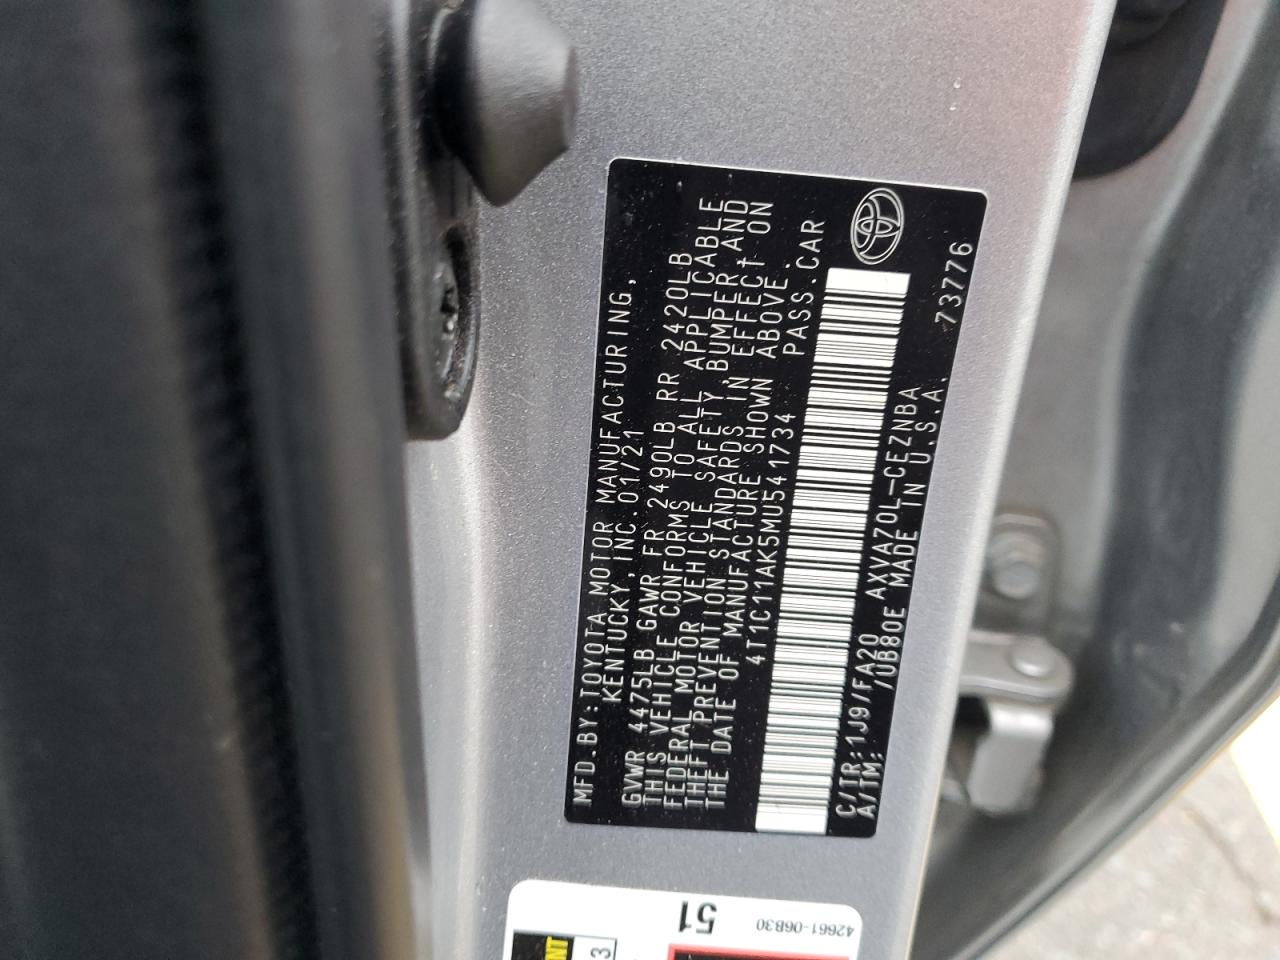 MFD.BY:TOYOTA MOTOR MANUFACTURING,
KENTUCKY, INC. 01/21
GVWR 4475LB GAWR FR 2490LB RR 2420LB
THIS VEHICLE CONFORMS TO ALL APPLICABLE
FEDERAL MOTOR VEHICLE SAFETY, BUMPER AND
THEFT PREVENTION STANDARDS IN EFFECT ON
THE DATE OF MANUFACTURE SHOWN ABOVE.
4T1C11AK5MU541734 PASS.CAR
C/TR:1J9/FA20 AXVA70L-CEZNBA 73776
A/TM: /UB80E MADE IN U.S.A.
51
42661-06B30